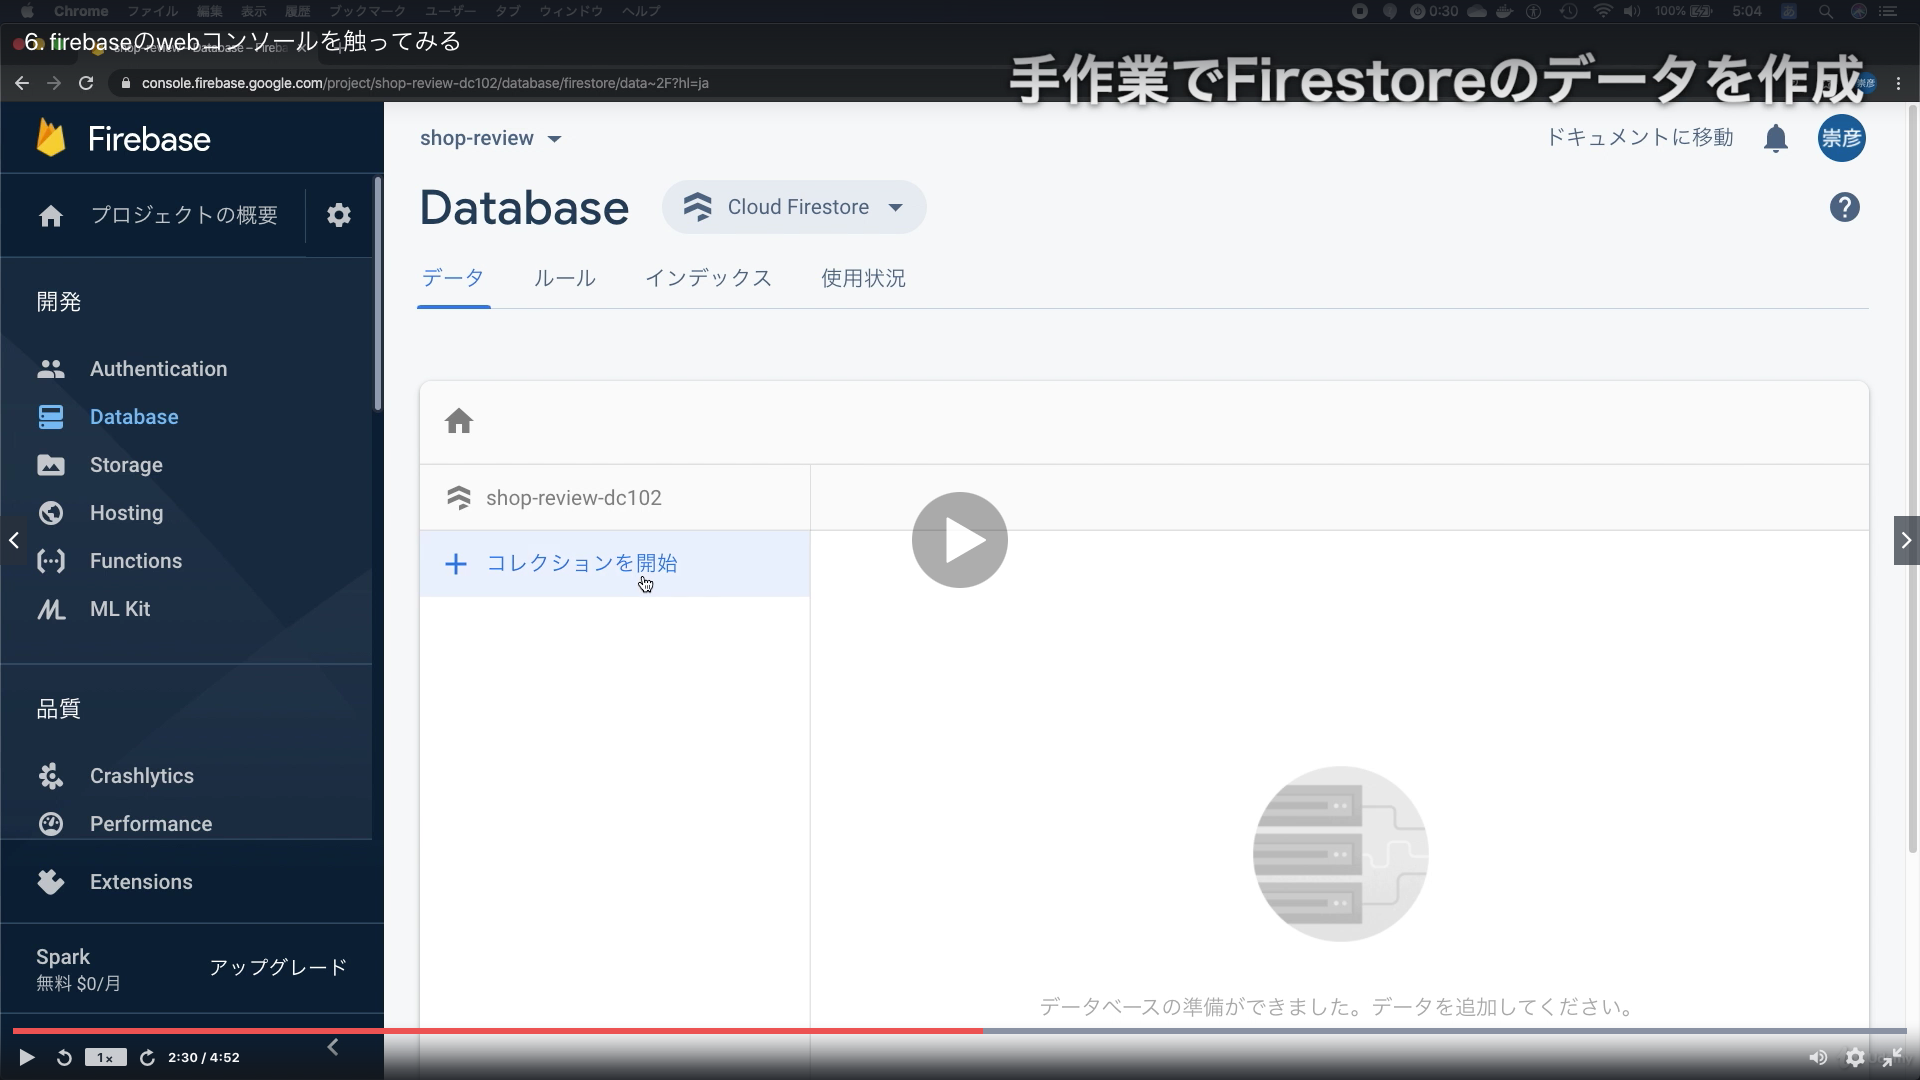 Chrome ファイル 編集 表示 履歴 ブックマーク ユーザー タブ ウィンドウ ヘルプ 0:30 100% 5:04 あ
6. firebaseのwebコンソールを触ってみる
手作業でFirestoreのデータを作成
console.firebase.google.com/project/shop-review-dc102/database/firestore/data~2F?hl=ja
Firebase
shop-review
ドキュメントに移動
崇彦
プロジェクトの概要
Database
Cloud Firestore
データ ルール インデックス 使用状況
開発
Authentication
Database
Storage
Hosting
Functions
ML Kit
shop-review-dc102
コレクションを開始
品質
Crashlytics
Performance
Extensions
Spark
無料 $0/月
アップグレード
データベースの準備ができました。データを追加してください。
1x
2:30 / 4:52